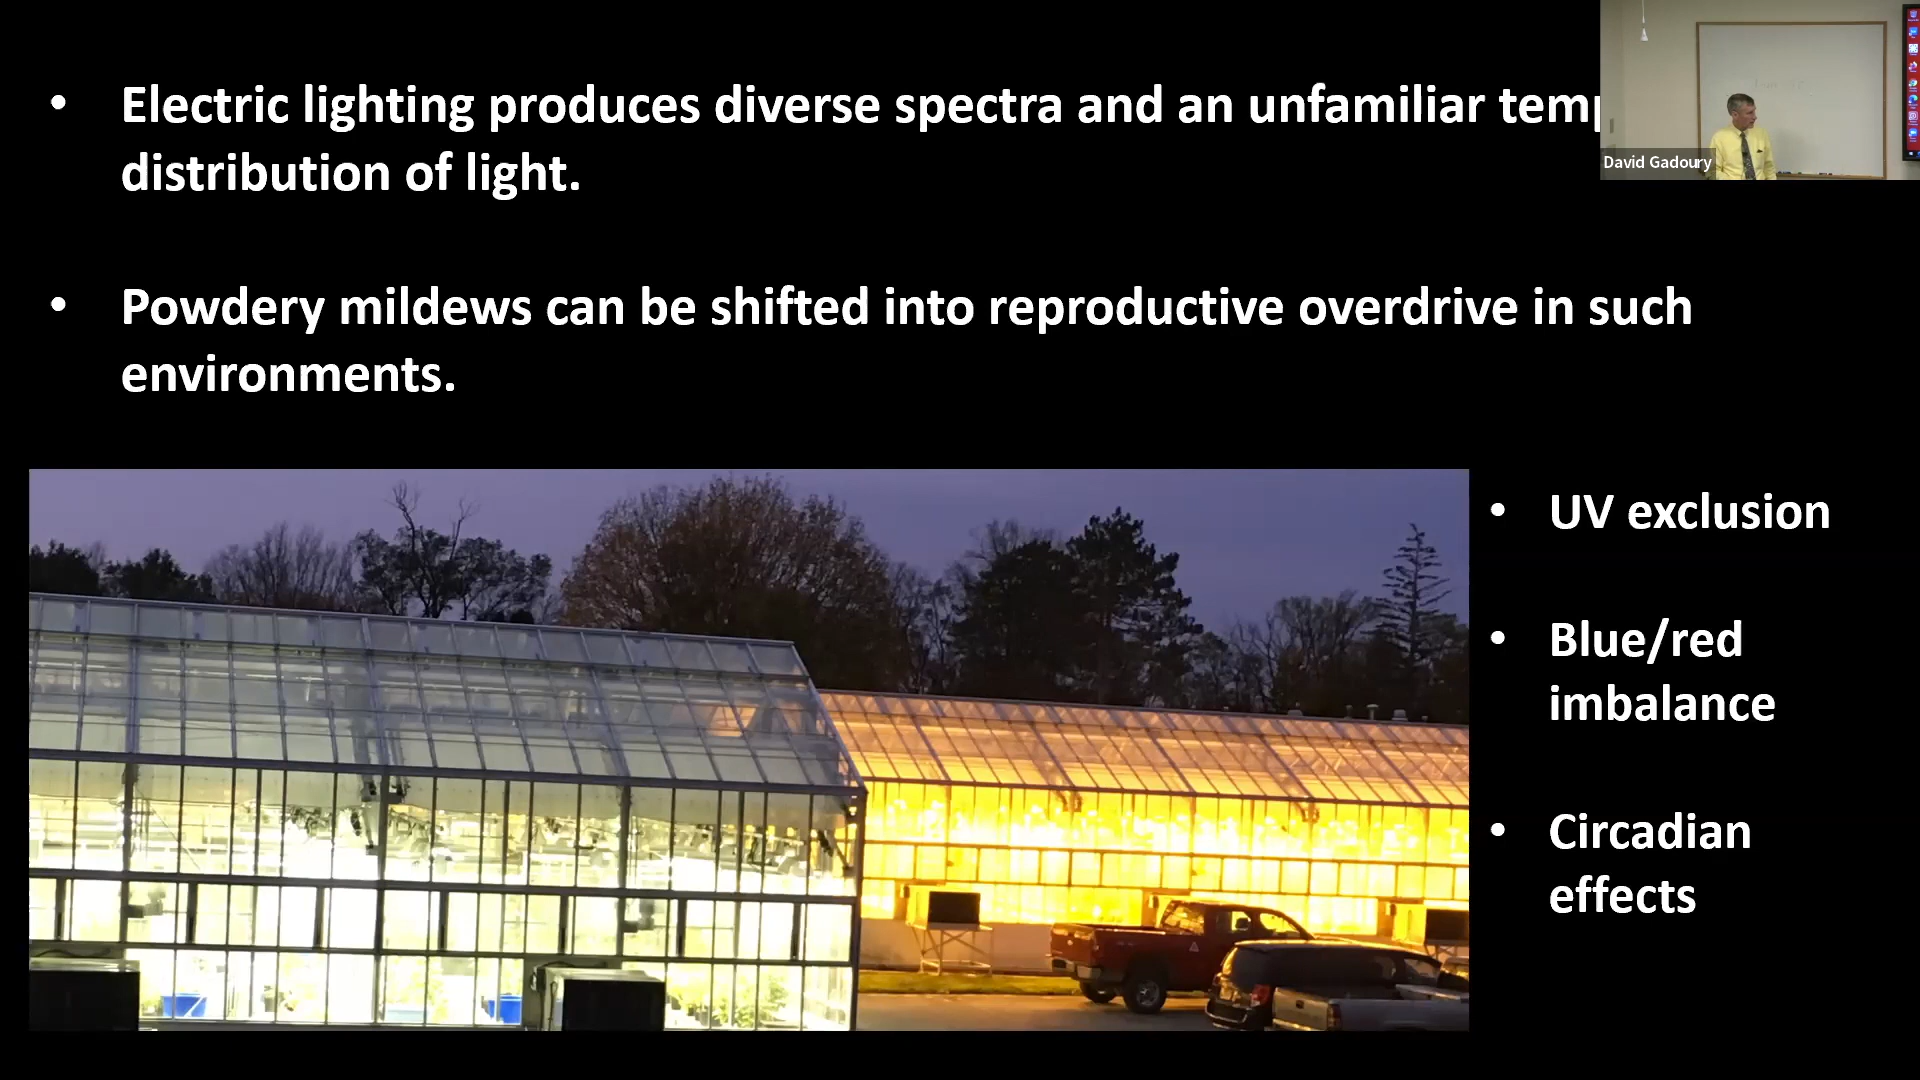 • Electric lighting produces diverse spectra and an unfamiliar
distribution of light.
• Powdery mildews can be shifted into reproductive overdrive in such
environments.
David Gadoury
• UV exclusion
• Blue/red
imbalance
• Circadian
effects